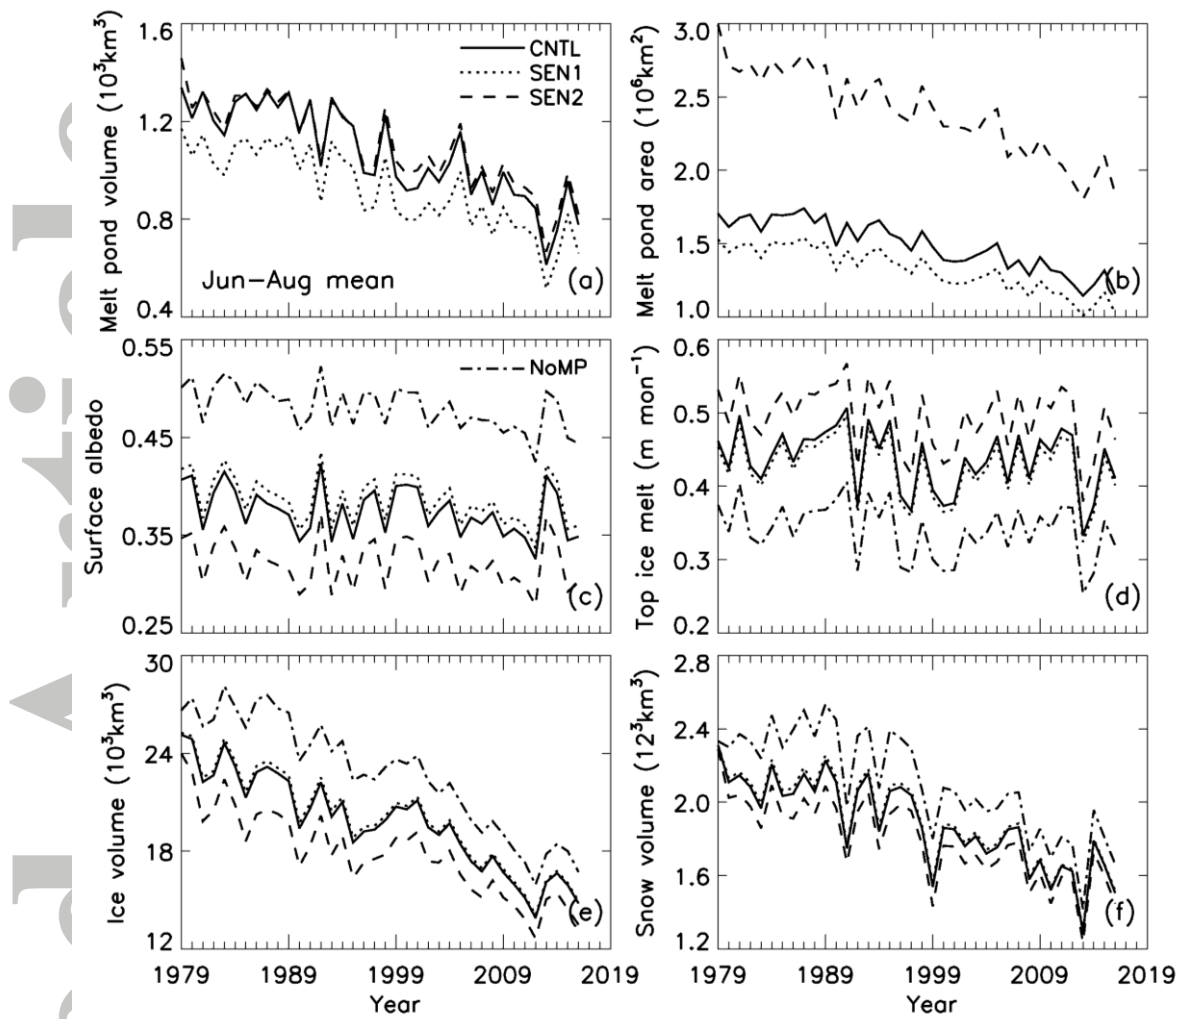 1.6
1.2
0.8
0.4
Melt pond volume (10³km³)
CNTL
SEN1
SEN2
Jun–Aug mean
(a)
3.0
2.5
2.0
1.5
1.0
Melt pond area (10⁶km²)
(b)
0.55
0.45
0.35
0.25
Surface albedo
NoMP
(c)
0.6
0.5
0.4
0.3
0.2
Top ice melt (m mon⁻¹)
(d)
30
24
18
12
Ice volume (10³km³)
(e)
1979 1989 1999 2009 2019
Year
2.8
2.4
2.0
1.6
1.2
Snow volume (12³km³)
(f)
1979 1989 1999 2009 2019
Year